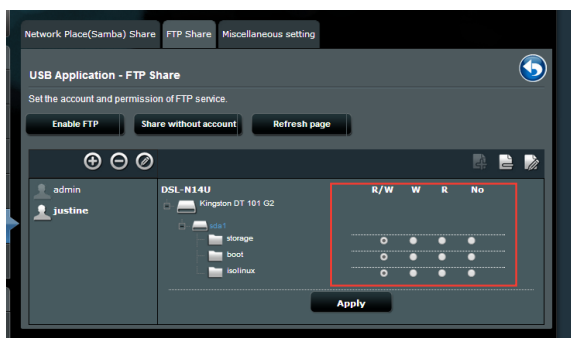 Network Place(Samba) Share FTP Share Miscellaneous setting
USB Application - FTP Share
Set the account and permission of FTP service.
Enable FTP Share without account Refresh page
admin
justine
DSL-N14U R/W W R No
Kingston DT 101 G2
sda1
storage
boot
isolinux
Apply